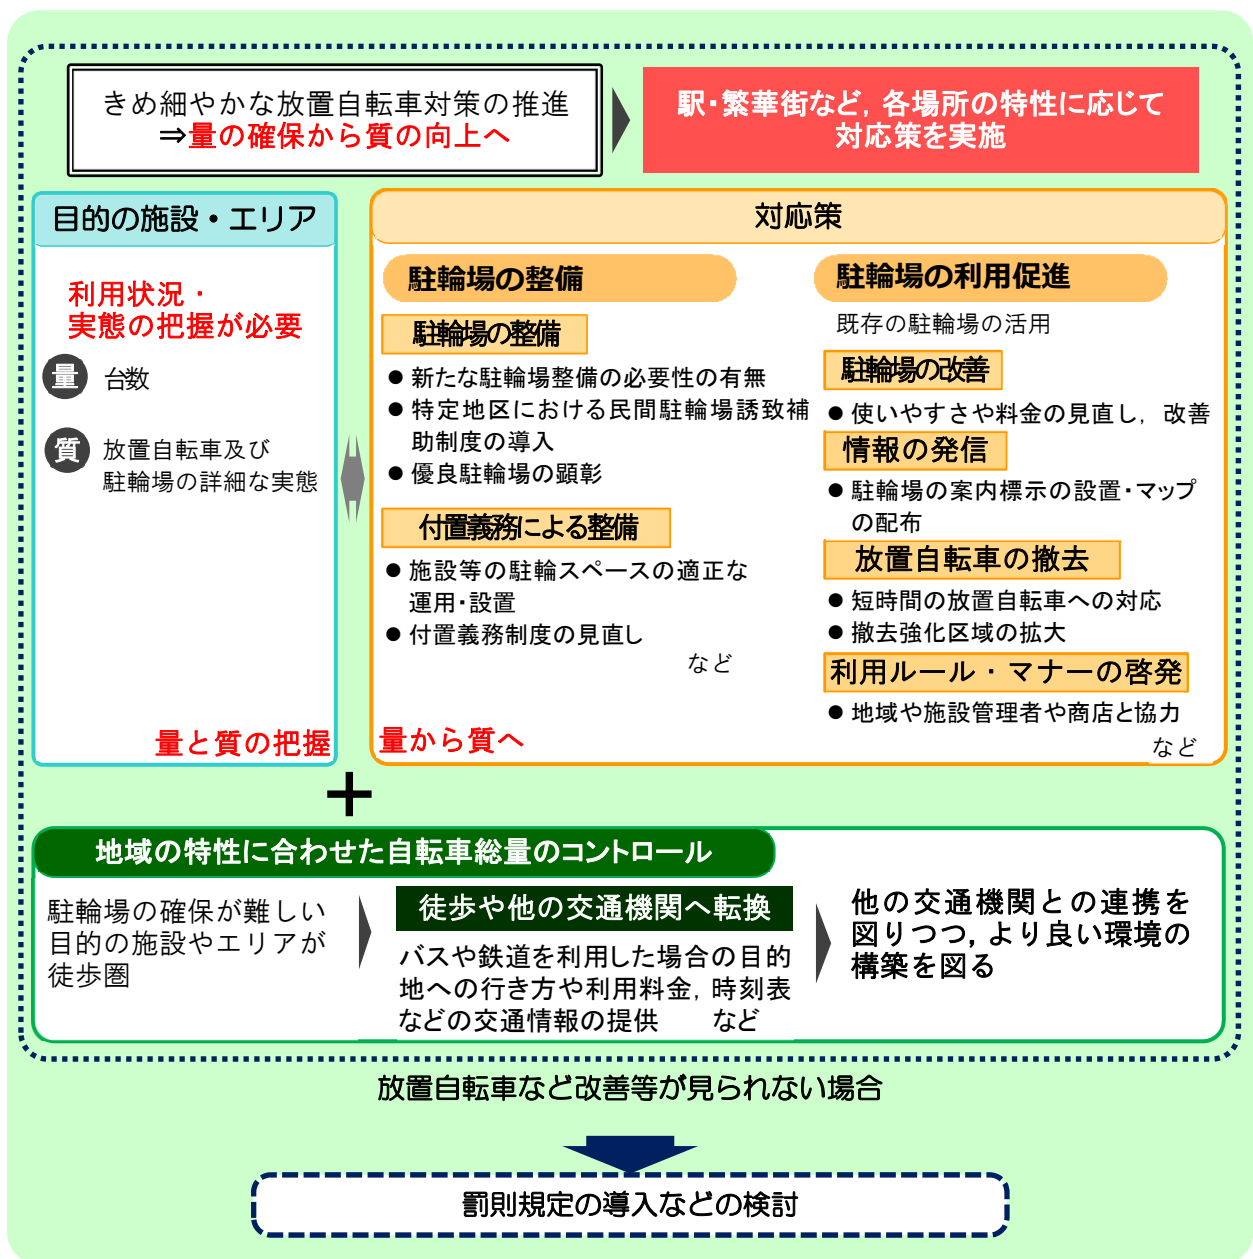 きめ細やかな放置自転車対策の推進
⇒量の確保から質の向上へ
駅・繁華街など，各場所の特性に応じて
対応策を実施
目的の施設・エリア
利用状況・
実態の把握が必要
量 台数
質 放置自転車及び
駐輪場の詳細な実態
量と質の把握
対応策
駐輪場の整備
駐輪場の整備
● 新たな駐輪場整備の必要性の有無
● 特定地区における民間駐輪場誘致補
助制度の導入
● 優良駐輪場の顕彰
付置義務による整備
● 施設等の駐輪スペースの適正な
運用・設置
● 付置義務制度の見直し
など
量から質へ
駐輪場の利用促進
既存の駐輪場の活用
駐輪場の改善
● 使いやすさや料金の見直し，改善
情報の発信
● 駐輪場の案内標示の設置・マップ
の配布
放置自転車の撤去
● 短時間の放置自転車への対応
● 撤去強化区域の拡大
利用ルール・マナーの啓発
● 地域や施設管理者や商店と協力
など
＋
地域の特性に合わせた自転車総量のコントロール
駐輪場の確保が難しい
目的の施設やエリアが
徒歩圏
徒歩や他の交通機関へ転換
バスや鉄道を利用した場合の目的
地への行き方や利用料金，時刻表
などの交通情報の提供 など
他の交通機関との連携を
図りつつ，より良い環境の
構築を図る
放置自転車など改善等が見られない場合
罰則規定の導入などの検討